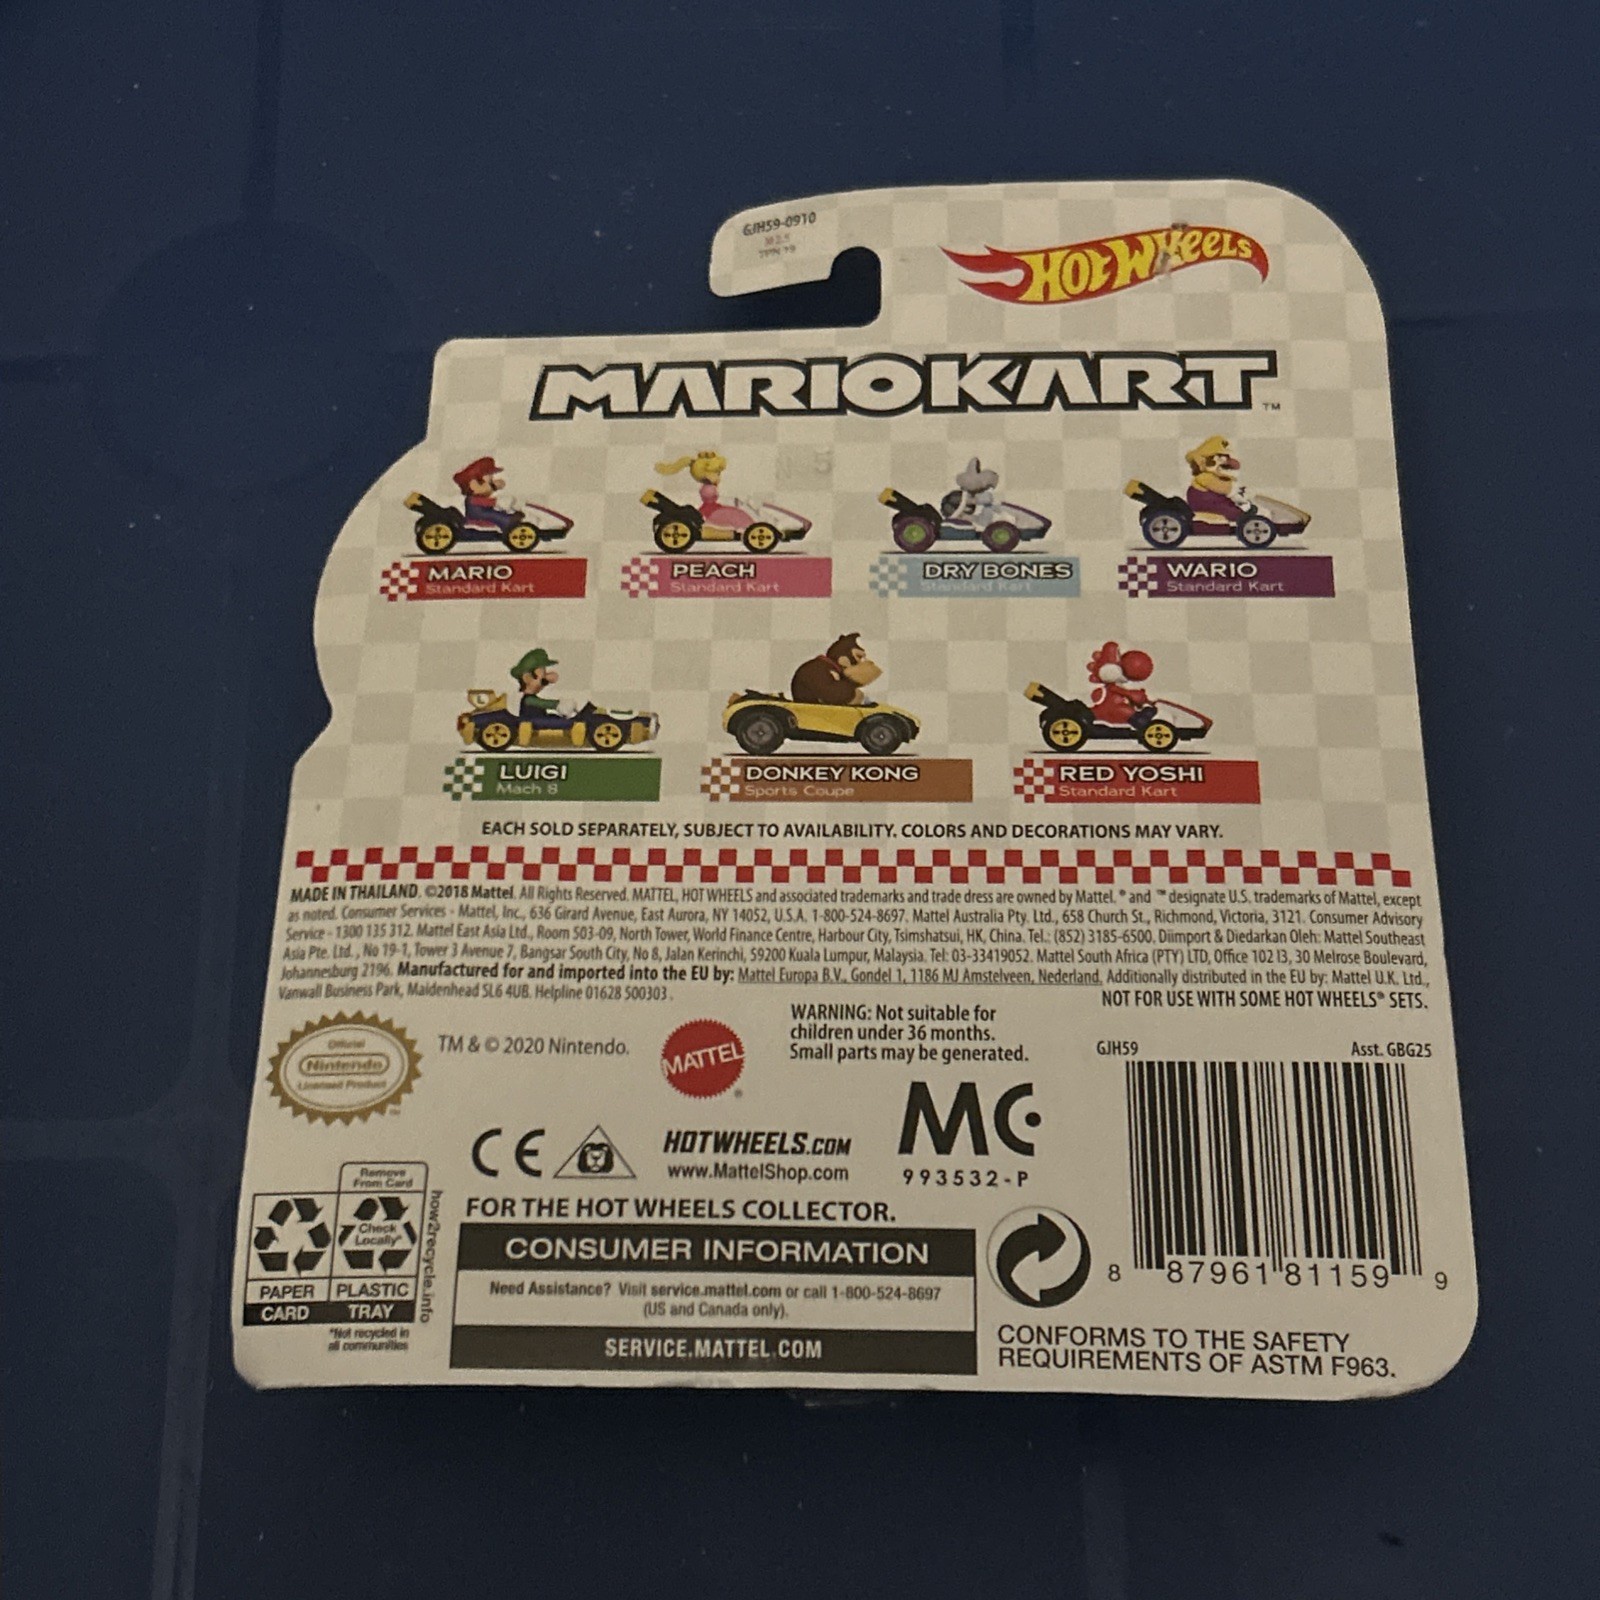 GJH59-0910
HOT WHEELS
MARIOKART™
MARIO
Standard Kart
PEACH
Standard Kart
DRY BONES
Standard Kart
WARIO
Standard Kart
LUIGI
Mach 8
DONKEY KONG
Sports Coupe
RED YOSHI
Standard Kart
EACH SOLD SEPARATELY, SUBJECT TO AVAILABILITY. COLORS AND DECORATIONS MAY VARY.
MADE IN THAILAND. ©2018 Mattel. All Rights Reserved. MATTEL, HOT WHEELS and associated trademarks and trade dress are owned by Mattel. ® and ™ designate U.S. trademarks of Mattel, except
as noted. Consumer Services - Mattel, Inc., 636 Girard Avenue, East Aurora, NY 14052, U.S.A. 1-800-524-8697. Mattel Australia Pty. Ltd., 658 Church St., Richmond, Victoria, 3121. Consumer Advisory
Service - 1300 135 312. Mattel East Asia Ltd., Room 503-09, North Tower, World Finance Centre, Harbour City, Tsimshatsui, HK, China. Tel.: (852) 3185-6500. Diimport & Diedarkan Oleh: Mattel Southeast
Asia Pte. Ltd., No 19-1, Tower 3 Avenue 7, Bangsar South City, No 8, Jalan Kerinchi, 59200 Kuala Lumpur, Malaysia. Tel: 03-33419052. Mattel South Africa (PTY) LTD, Office 102 I3, 30 Melrose Boulevard,
Johannesburg 2196. Manufactured for and imported into the EU by: Mattel Europa B.V., Gondel 1, 1186 MJ Amstelveen, Nederland. Additionally distributed in the EU by: Mattel U.K. Ltd.,
Vanwall Business Park, Maidenhead SL6 4UB. Helpline 01628 500303.
NOT FOR USE WITH SOME HOT WHEELS® SETS.
Official
Nintendo
Licensed Product
™
TM & © 2020 Nintendo.
MATTEL®
WARNING: Not suitable for
children under 36 months.
Small parts may be generated.
GJH59
Asst. GBG25
MC
993532-P
CE
HOTWHEELS.COM
www.MattelShop.com
FOR THE HOT WHEELS COLLECTOR.
CONSUMER INFORMATION
Need Assistance? Visit service.mattel.com or call 1-800-524-8697
(US and Canada only).
SERVICE.MATTEL.COM
Remove
From Card
Check
Locally*
PAPER
CARD
PLASTIC
TRAY
*Not recycled in
all communities
how2recycle.info
8 87961 81159 9
CONFORMS TO THE SAFETY
REQUIREMENTS OF ASTM F963.